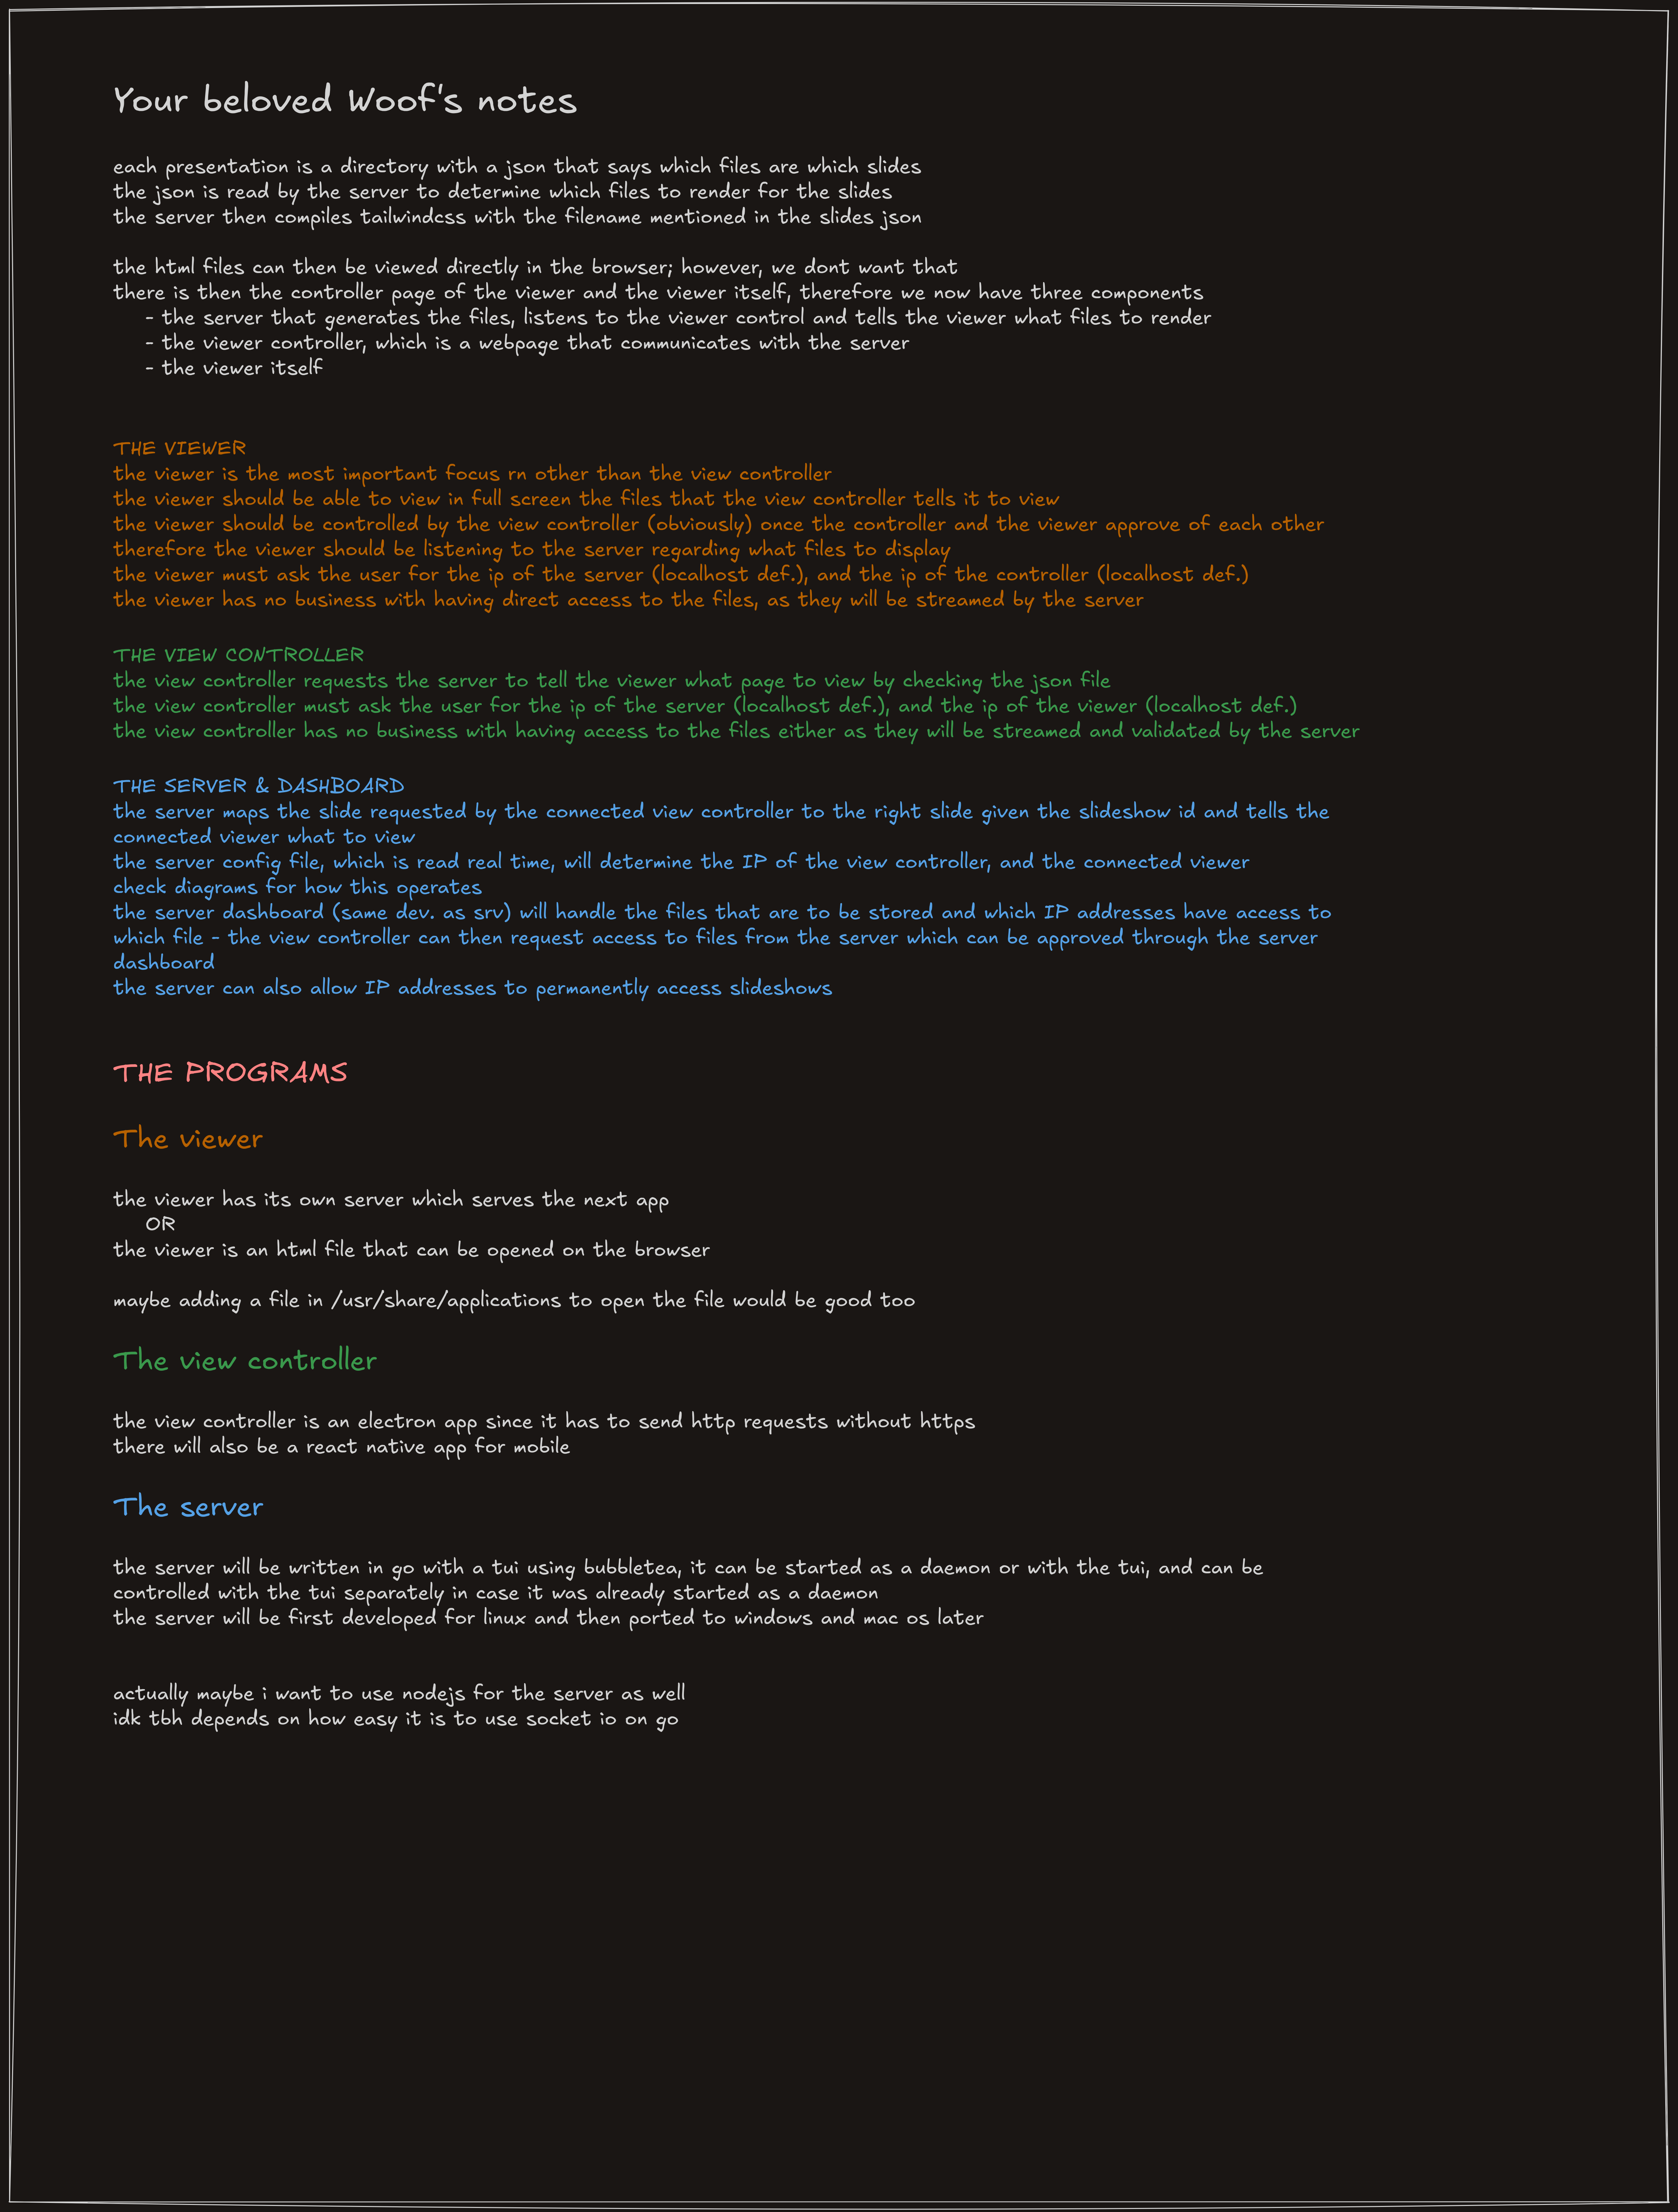 Your beloved Woof's notes
each presentation is a directory with a json that says which files are which slides
the json is read by the server to determine which files to render for the slides
the server then compiles tailwindcss with the filename mentioned in the slides json
the html files can then be viewed directly in the browser; however, we dont want that
there is then the controller page of the viewer and the viewer itself, therefore we now have three components
- the server that generates the files, listens to the viewer control and tells the viewer what files to render
- the viewer controller, which is a webpage that communicates with the server
- the viewer itself
THE VIEWER
the viewer is the most important focus rn other than the view controller
the viewer should be able to view in full screen the files that the view controller tells it to view
the viewer should be controlled by the view controller (obviously) once the controller and the viewer approve of each other
therefore the viewer should be listening to the server regarding what files to display
the viewer must ask the user for the ip of the server (localhost def.), and the ip of the controller (localhost def.)
the viewer has no business with having direct access to the files, as they will be streamed by the server
THE VIEW CONTROLLER
the view controller requests the server to tell the viewer what page to view by checking the json file
the view controller must ask the user for the ip of the server (localhost def.), and the ip of the viewer (localhost def.)
the view controller has no business with having access to the files either as they will be streamed and validated by the server
THE SERVER & DASHBOARD
the server maps the slide requested by the connected view controller to the right slide given the slideshow id and tells the
connected viewer what to view
the server config file, which is read real time, will determine the IP of the view controller, and the connected viewer
check diagrams for how this operates
the server dashboard (same dev. as srv) will handle the files that are to be stored and which IP addresses have access to
which file - the view controller can then request access to files from the server which can be approved through the server
dashboard
the server can also allow IP addresses to permanently access slideshows
THE PROGRAMS
The viewer
the viewer has its own server which serves the next app
OR
the viewer is an html file that can be opened on the browser
maybe adding a file in /usr/share/applications to open the file would be good too
The view controller
the view controller is an electron app since it has to send http requests without https
there will also be a react native app for mobile
The server
the server will be written in go with a tui using bubbletea, it can be started as a daemon or with the tui, and can be
controlled with the tui separately in case it was already started as a daemon
the server will be first developed for linux and then ported to windows and mac os later
actually maybe i want to use nodejs for the server as well
idk tbh depends on how easy it is to use socket io on go